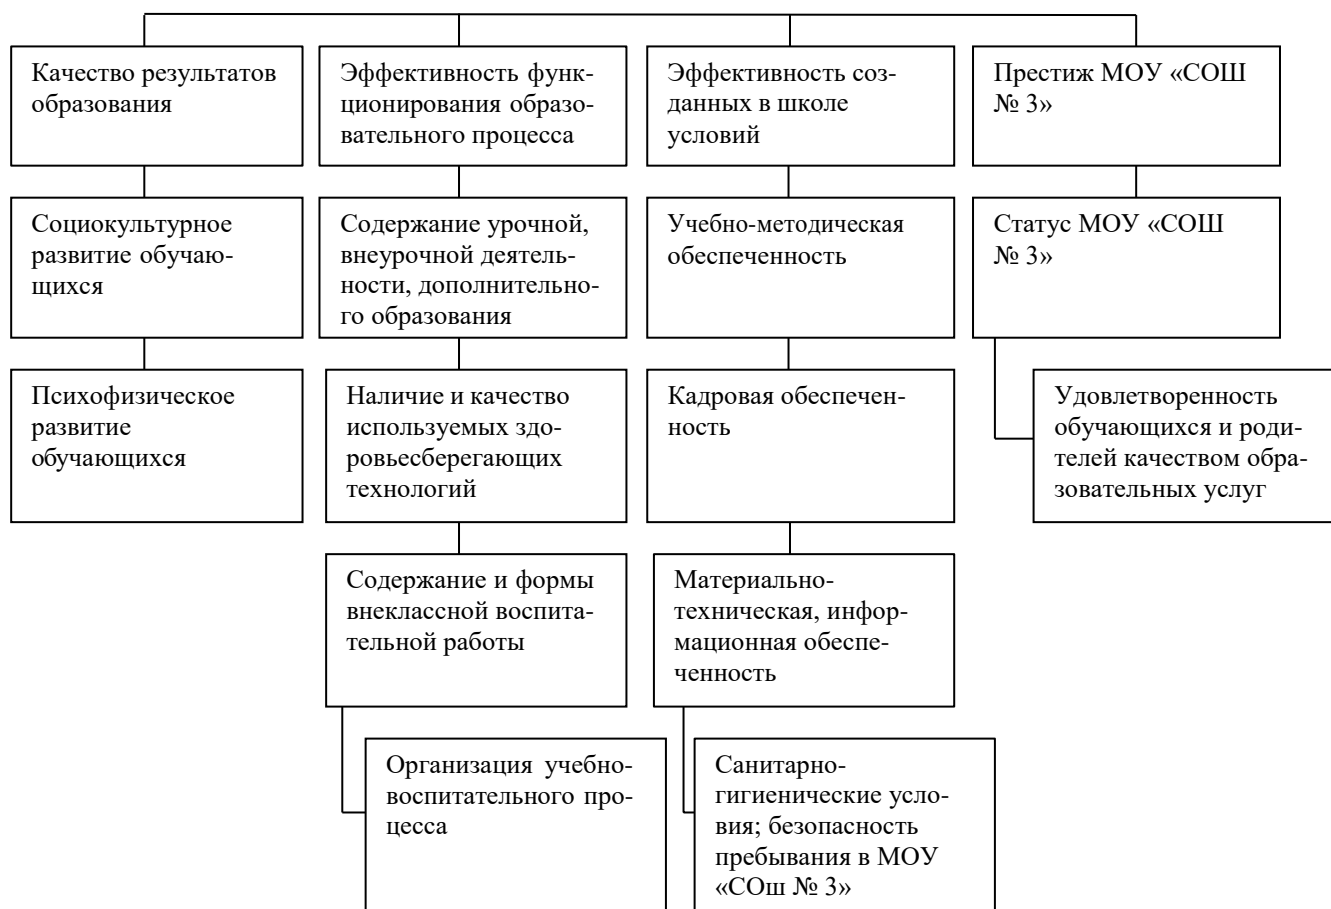 Качество результатов
образования
Эффективность функ-
ционирования образо-
вательного процесса
Эффективность соз-
данных в школе
условий
Престиж МОУ «СОШ
№ 3»
Социокультурное
развитие обучаю-
щихся
Содержание урочной,
внеурочной деятель-
ности, дополнительно-
го образования
Учебно-методическая
обеспеченность
Статус МОУ «СОШ
№ 3»
Психофизическое
развитие
обучающихся
Наличие и качество
используемых здо-
ровьесберегающих
технологий
Кадровая обеспечен-
ность
Удовлетворенность
обучающихся и роди-
телей качеством обра-
зовательных услуг
Содержание и формы
внеклассной воспита-
тельной работы
Материально-
техническая, инфор-
мационная обеспе-
ченность
Организация учебно-
воспитательного про-
цесса
Санитарно-
гигиенические усло-
вия; безопасность
пребывания в МОУ
«СОш № 3»